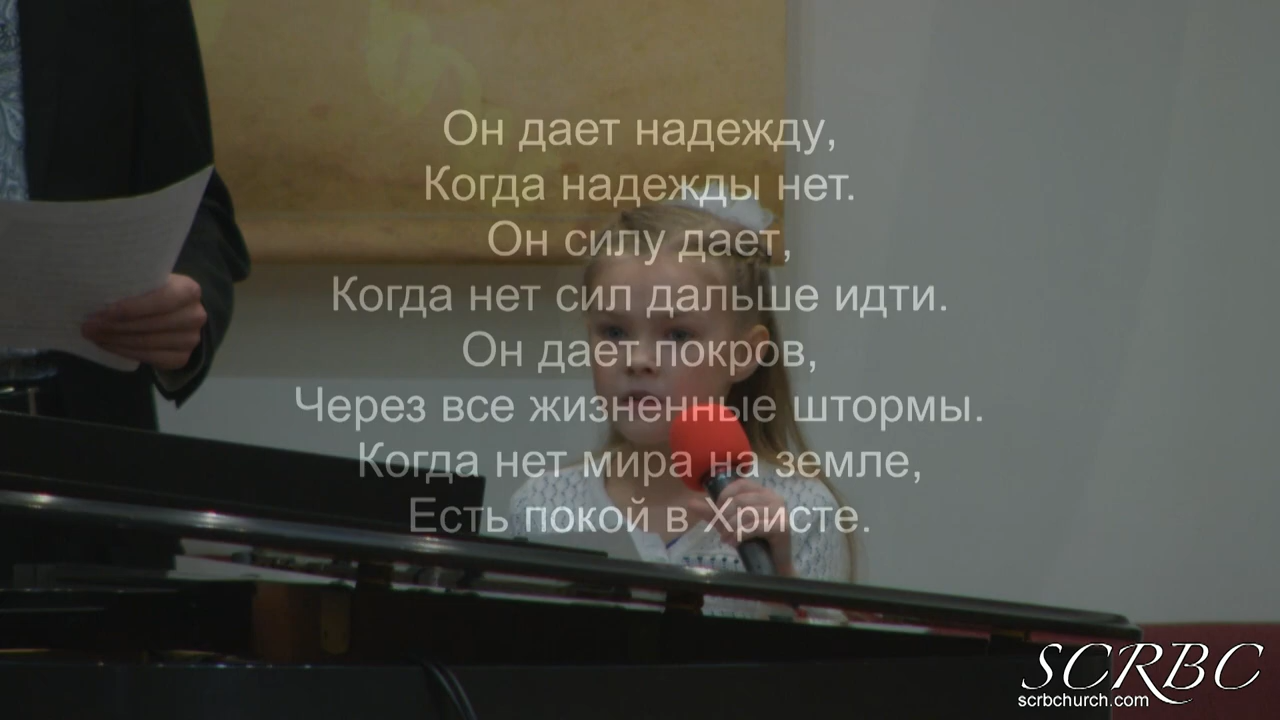 Он дает надежду,
Когда надежды нет.
Он силу дает,
Когда нет сил дальше идти.
Он дает покров,
Через все жизненные штормы.
Когда нет мира на земле,
Есть покой в Христе.
SCRBC
scrbchurch.com